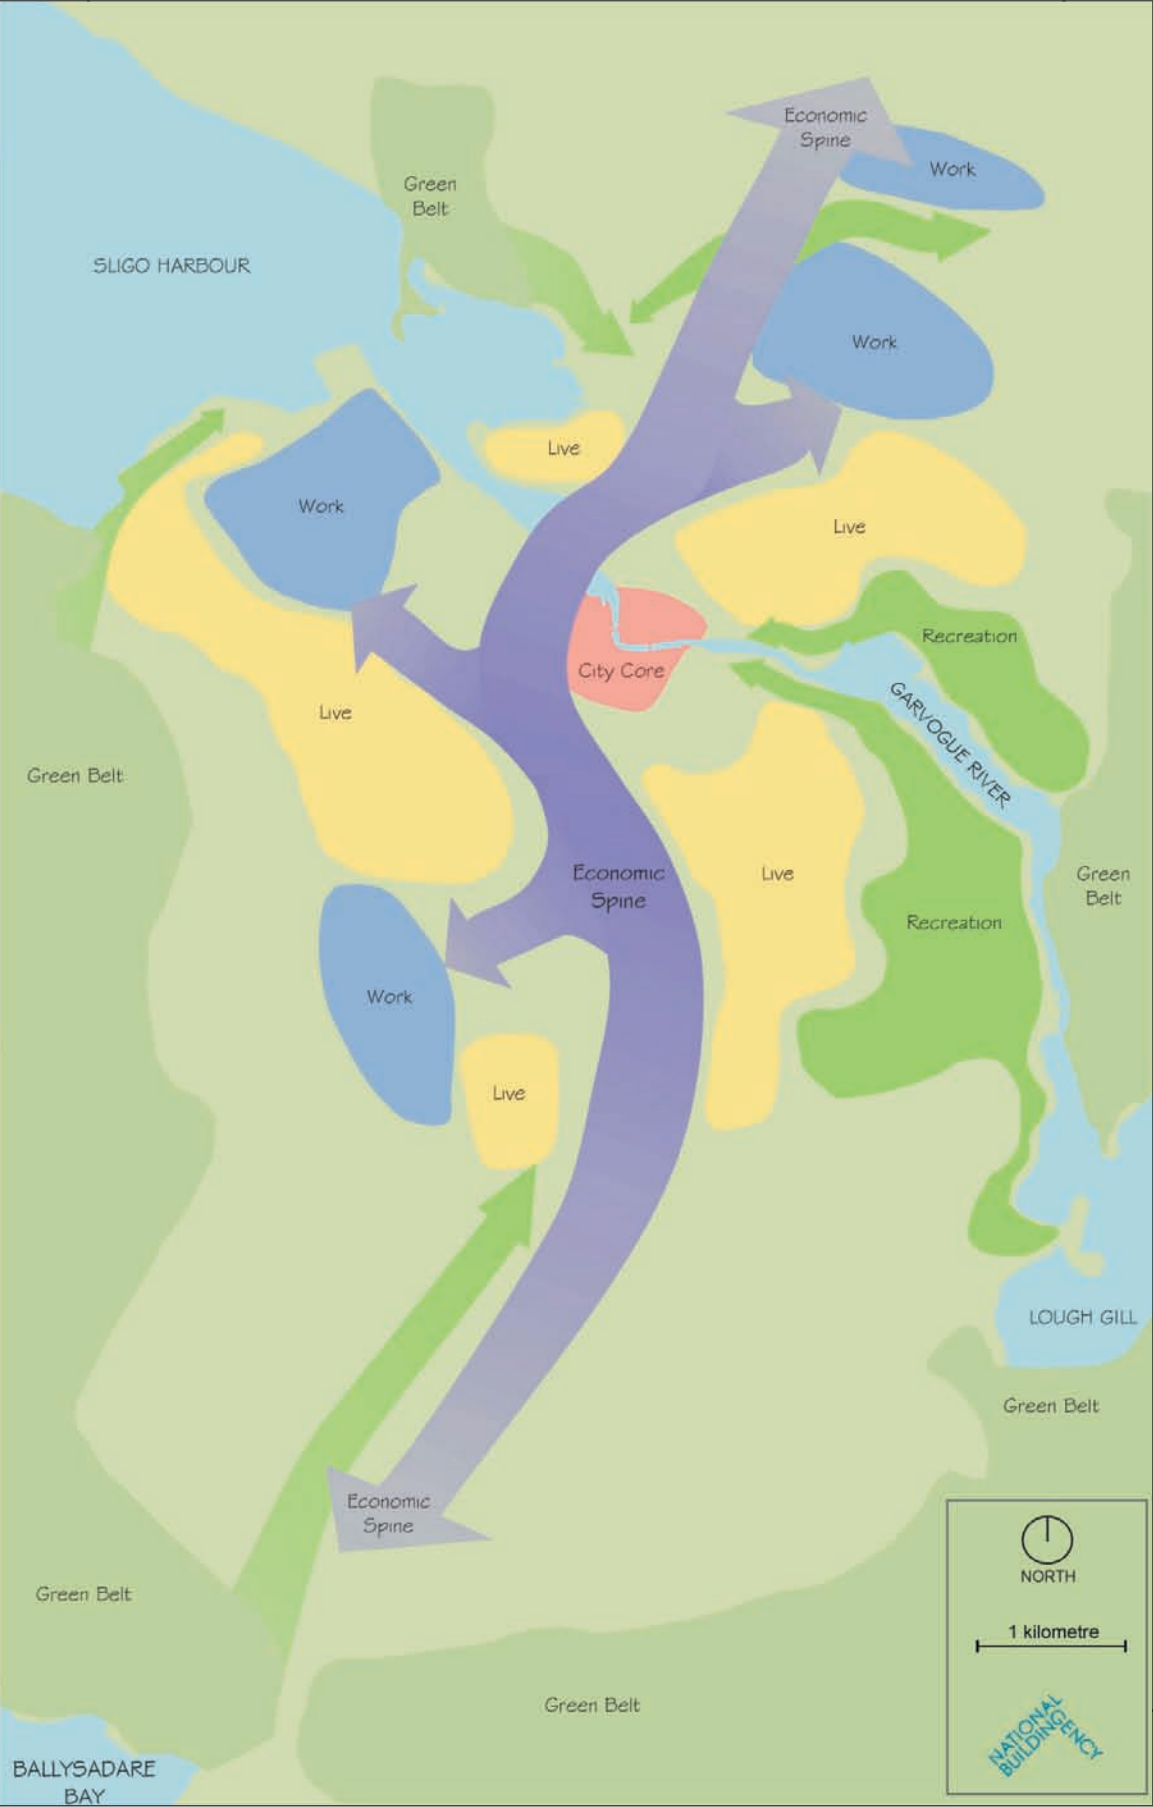 Economic
Spine
Work
Green
Belt
SLIGO HARBOUR
Work
Live
Work
Live
Recreation
City Core
GARVOGUE RIVER
Live
Green Belt
Economic
Spine
Live
Green
Belt
Recreation
Work
Live
LOUGH GILL
Green Belt
Economic
Spine
NORTH
Green Belt
1 kilometre
Green Belt
NATIONAL
BUILDINGENCY
BALLYSADARE
BAY